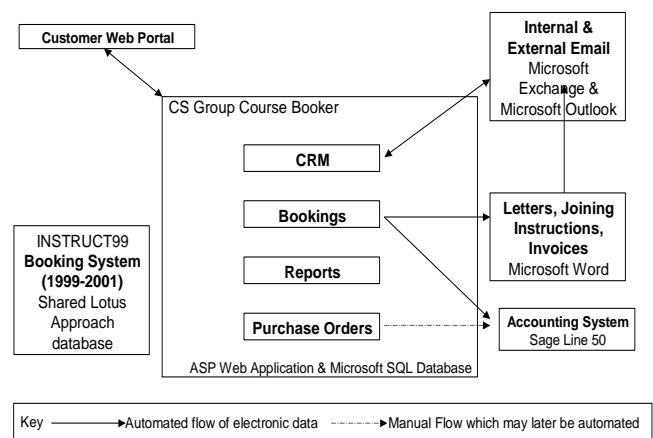 Customer Web Portal
Internal &
External Email
Microsoft
Exchange &
Microsoft Outlook
CS Group Course Booker
CRM
Bookings
Reports
Purchase Orders
ASP Web Application & Microsoft SQL Database
Letters, Joining
Instructions,
Invoices
Microsoft Word
INSTRUCT99
Booking System
(1999-2001)
Shared Lotus
Approach
database
Accounting System
Sage Line 50
Key Automated flow of electronic data Manual Flow which may later be automated